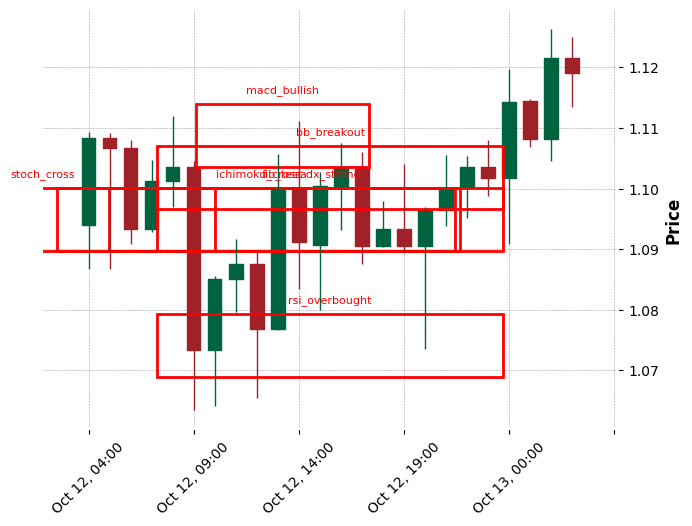 macd_bullish
bb_breakout
stoch_cross
rsi_overbought
1.12
1.11
1.10
1.09
1.08
1.07
Price
Oct 12, 04:00
Oct 12, 09:00
Oct 12, 14:00
Oct 12, 19:00
Oct 13, 00:00